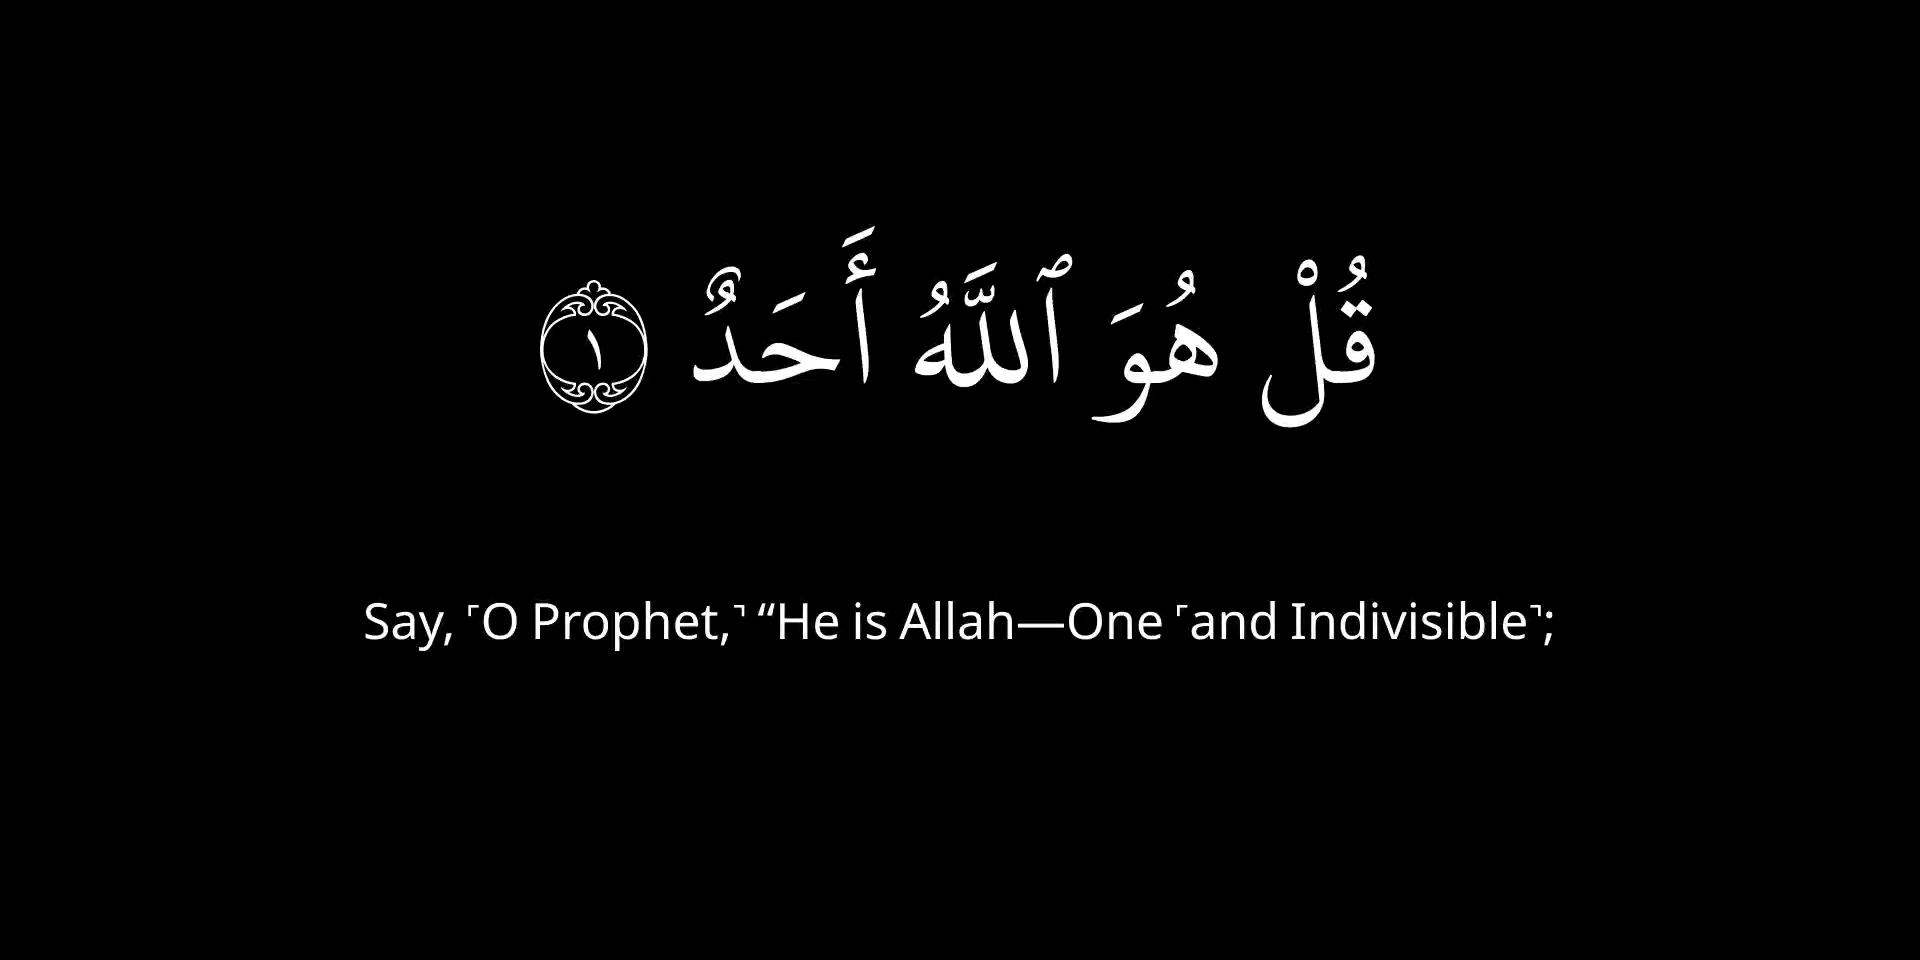 قُلْ هُوَ ٱللَّهُ أَحَدٌ ١
Say, ˹O Prophet,˺ “He is Allah—One ˹and Indivisible˺;